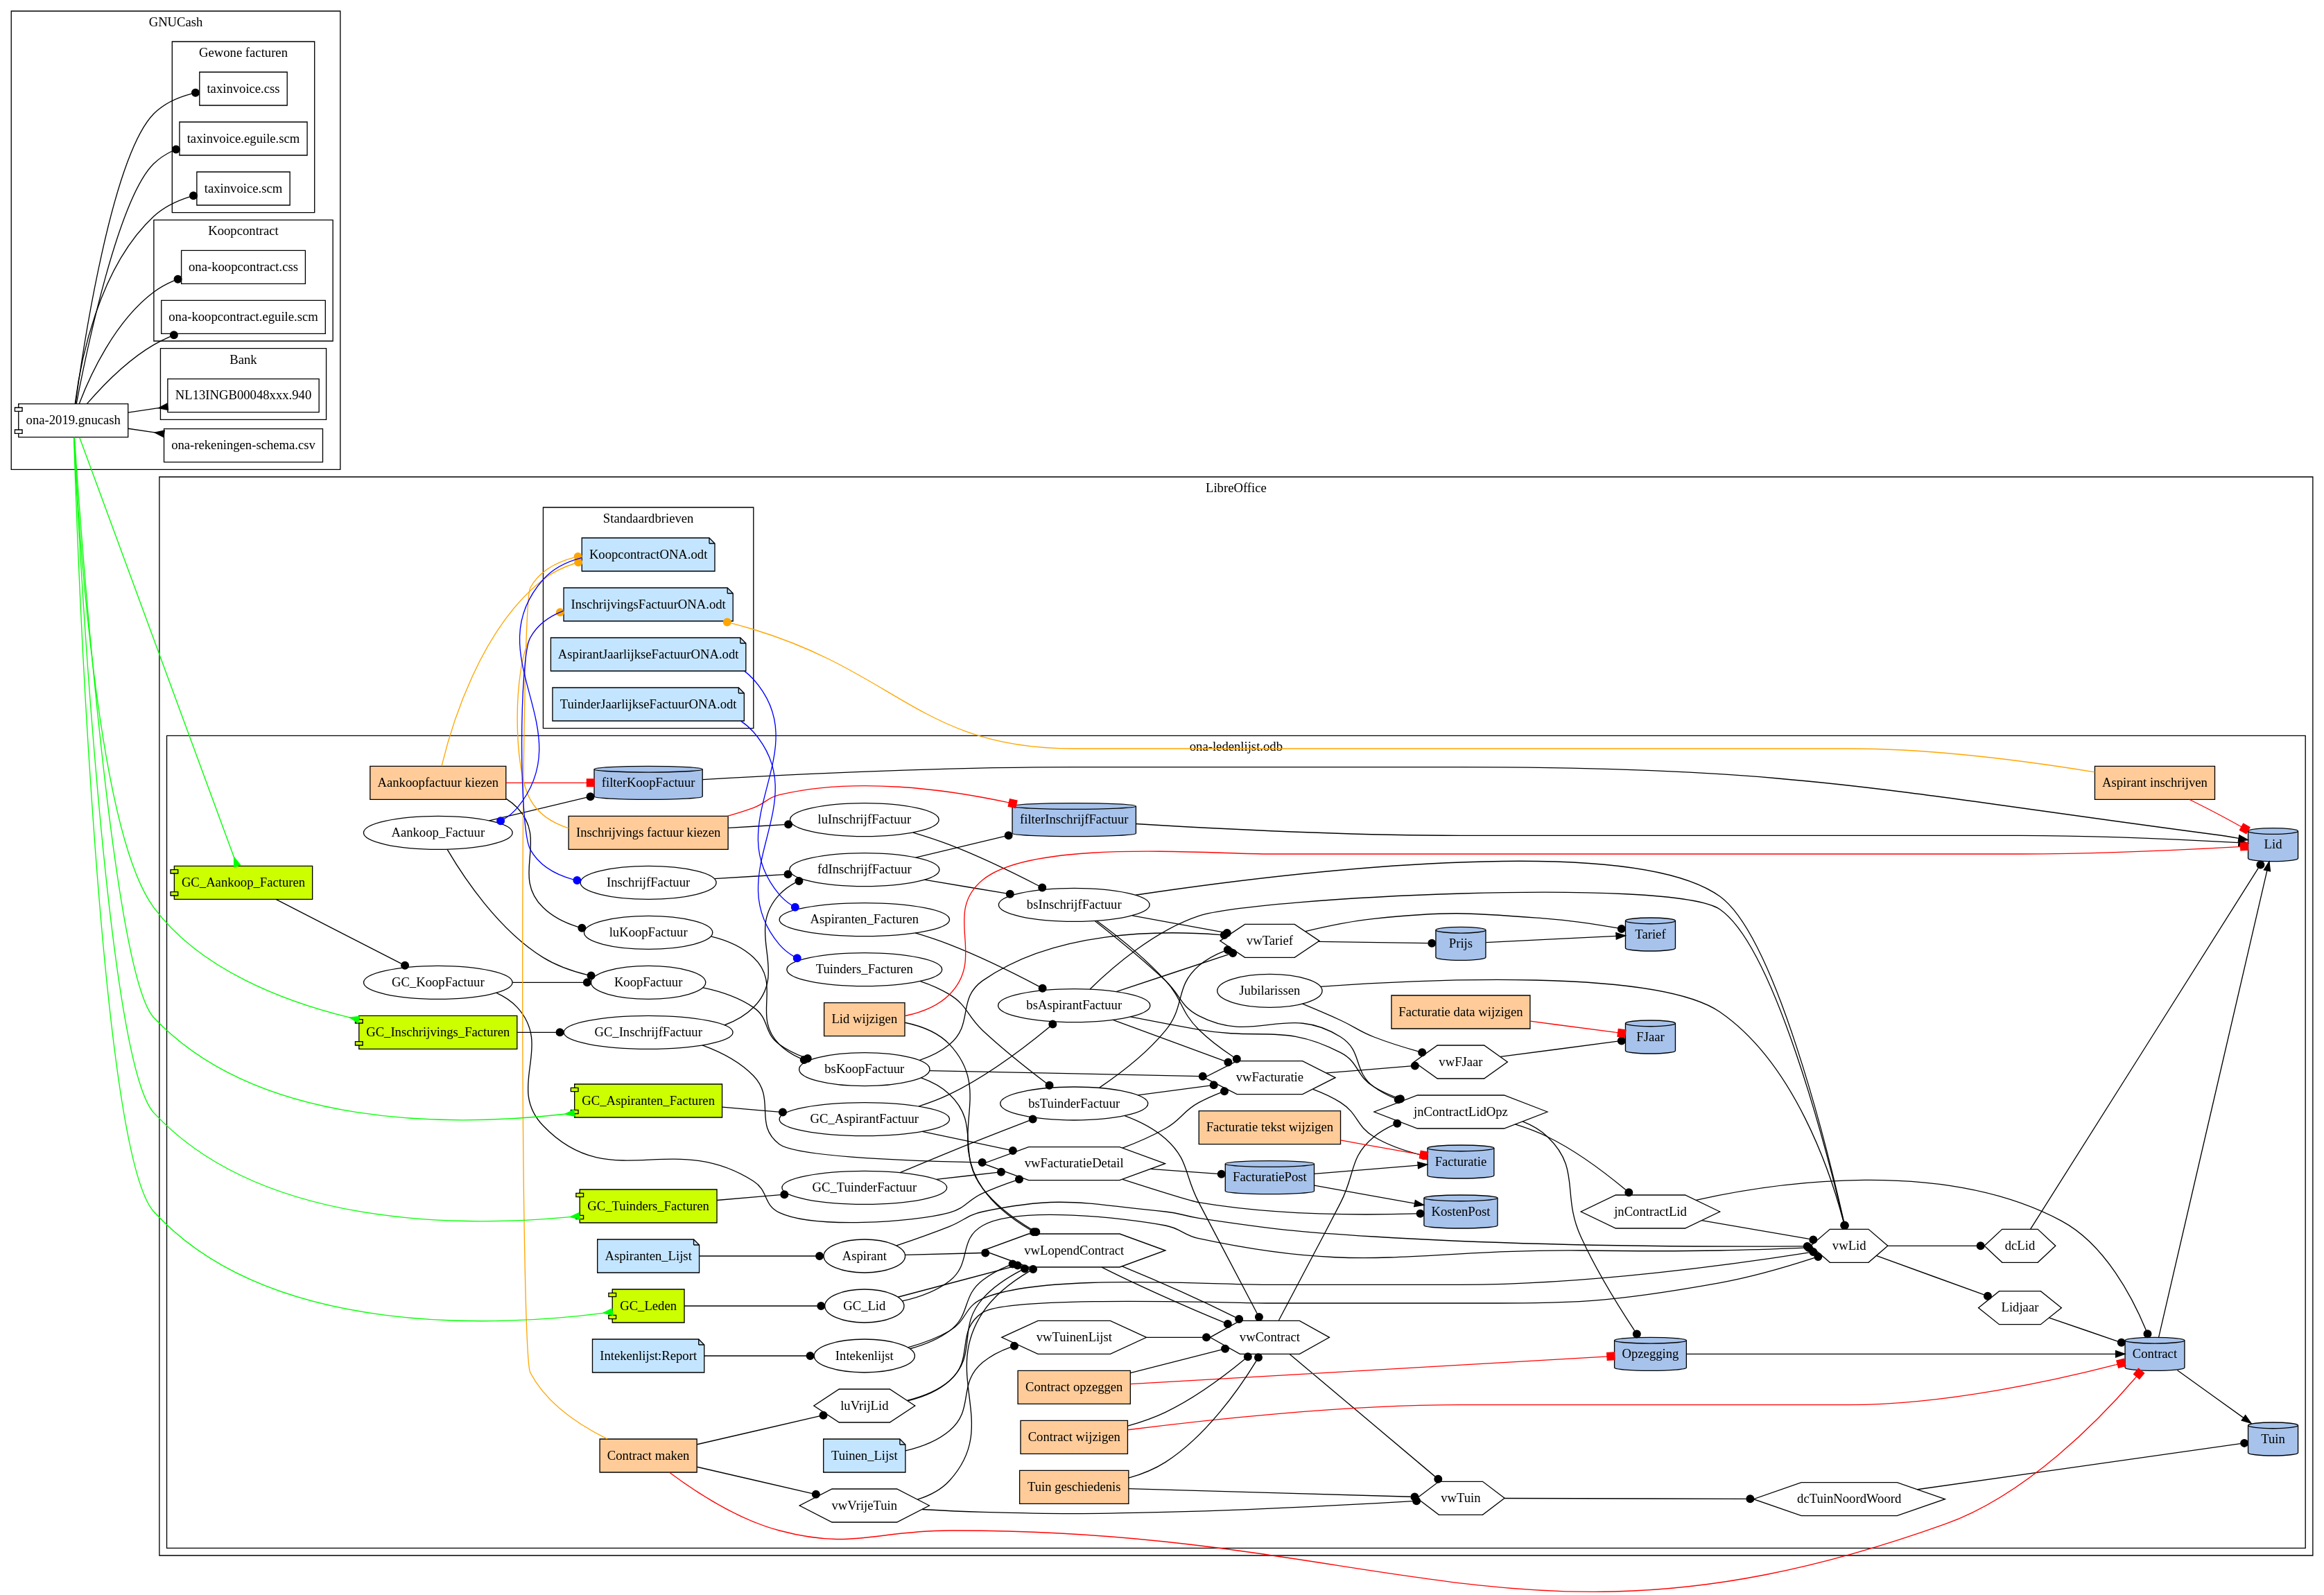 GNUCash
Gewone facturen
taxinvoice.css
taxinvoice.eguile.scm
taxinvoice.scm
Koopcontract
ona-koopcontract.css
ona-koopcontract.eguile.scm
Bank
NL13INGB00048xxx.940
ona-2019.gnucash
ona-rekeningen-schema.csv
LibreOffice
Standaardbrieven
KoopcontractONA.odt
InschrijvingsFactuurONA.odt
AspirantJaarlijkseFactuurONA.odt
TuinderJaarlijkseFactuurONA.odt
ona-ledenlijst.odb
Aankoopfactuur kiezen
filterKoopFactuur
Aspirant inschrijven
Aankoop_Factuur
Inschrijvings factuur kiezen
luInschrijfFactuur
filterInschrijfFactuur
Lid
GC_Aankoop_Facturen
InschrijfFactuur
fdInschrijfFactuur
bsInschrijfFactuur
luKoopFactuur
Aspiranten_Facturen
vwTarief
Prijs
Tarief
GC_KoopFactuur
KoopFactuur
Tuinders_Facturen
Jubilarissen
bsAspirantFactuur
Facturatie data wijzigen
GC_Inschrijvings_Facturen
GC_InschrijfFactuur
Lid wijzigen
FJaar
vwFJaar
bsKoopFactuur
vwFacturatie
GC_Aspiranten_Facturen
GC_AspirantFactuur
bsTuinderFactuur
jnContractLidOpz
Facturatie tekst wijzigen
vwFacturatieDetail
Facturatie
FacturatiePost
GC_Tuinders_Facturen
GC_TuinderFactuur
KostenPost
jnContractLid
Aspiranten_Lijst
Aspirant
vwLopendContract
vwLid
dcLid
GC_Leden
GC_Lid
Lidjaar
Intekenlijst:Report
Intekenlijst
vwTuinenLijst
vwContract
Opzegging
Contract
Contract opzeggen
luVrijLid
Contract wijzigen
Tuin
Contract maken
Tuinen_Lijst
Tuin geschiedenis
vwVrijeTuin
vwTuin
dcTuinNoordWoord